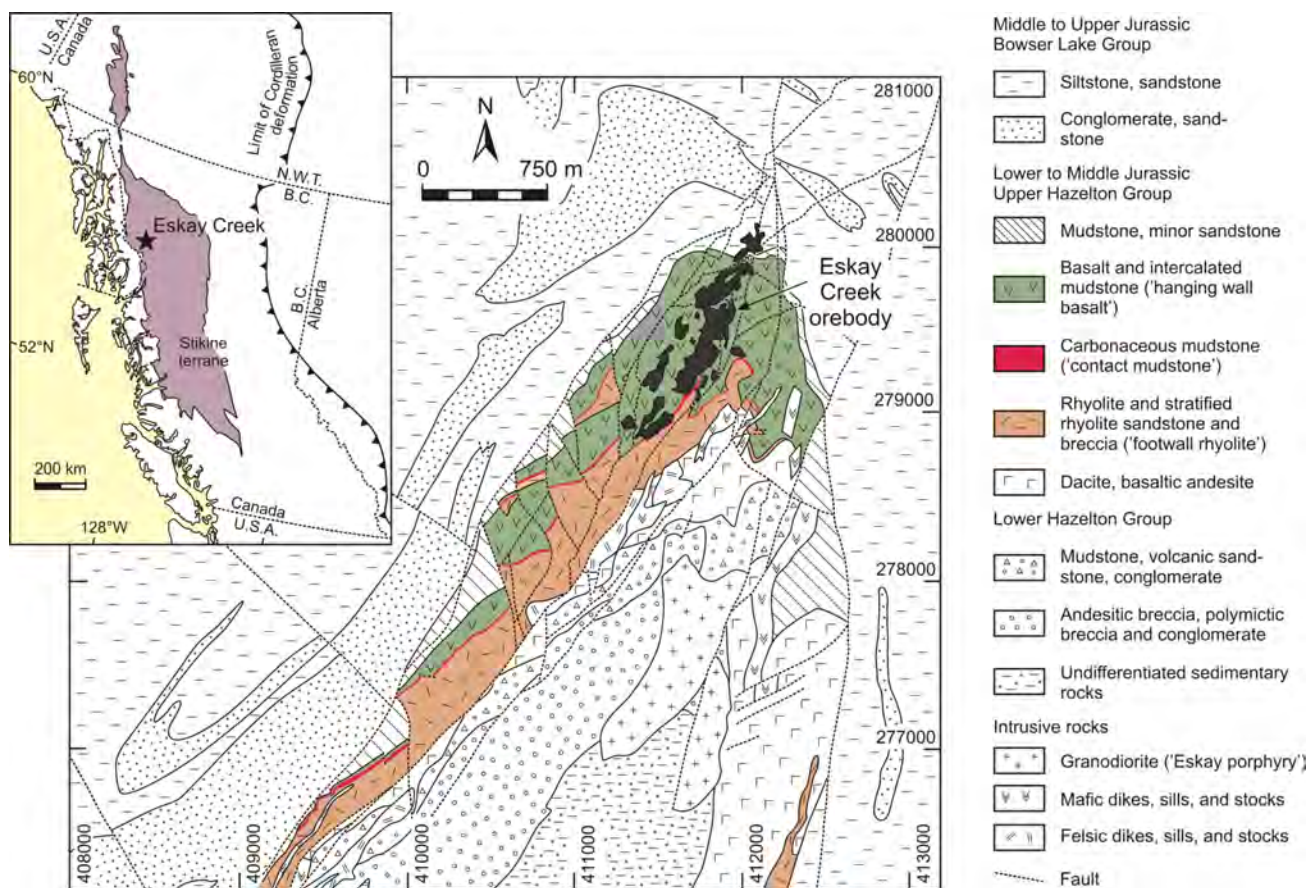 U.S.A.
Canada
60°N
Limit of Cordilleran
deformation
N.W.T.
B.C.
Eskay Creek
B.C.
Alberta
52°N
Stikine
terrane
200 km
Canada
U.S.A.
128°W
N
0
750 m
281000
280000
Eskay
Creek
orebody
279000
278000
277000
408000
409000
410000
411000
412000
413000
Middle to Upper Jurassic
Bowser Lake Group
Siltstone, sandstone
Conglomerate, sand-
stone
Lower to Middle Jurassic
Upper Hazelton Group
Mudstone, minor sandstone
Basalt and intercalated
mudstone ('hanging wall
basalt')
Carbonaceous mudstone
('contact mudstone')
Rhyolite and stratified
rhyolite sandstone and
breccia ('footwall rhyolite')
Dacite, basaltic andesite
Lower Hazelton Group
Mudstone, volcanic sand-
stone, conglomerate
Andesitic breccia, polymictic
breccia and conglomerate
Undifferentiated sedimentary
rocks
Intrusive rocks
Granodiorite ('Eskay porphyry')
Mafic dikes, sills, and stocks
Felsic dikes, sills, and stocks
Fault